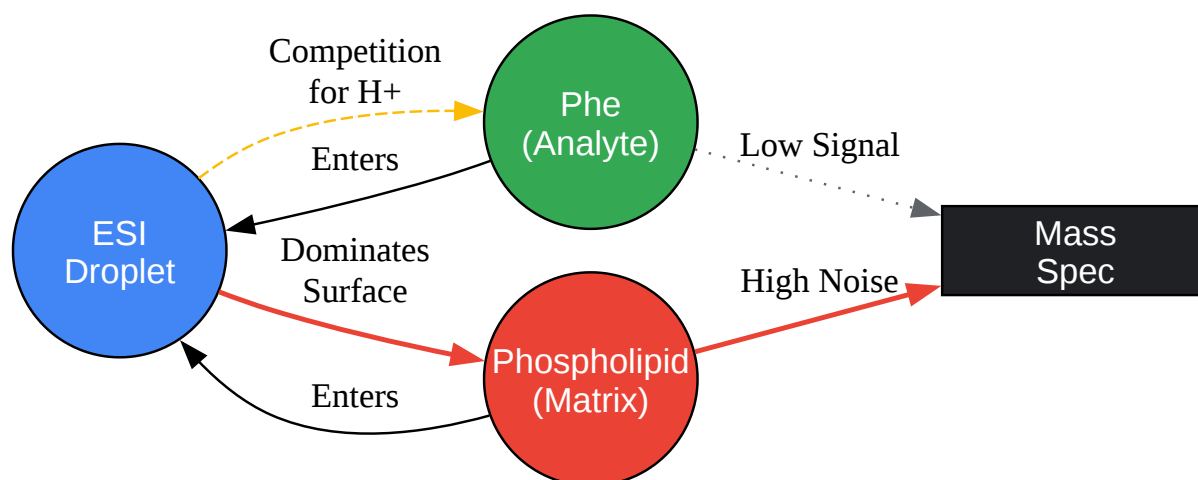 Competition
for H+
Phe
(Analyte)
Low Signal
Enters
ESI
Droplet
Dominates
Surface
Mass
Spec
High Noise
Phospholipid
(Matrix)
Enters